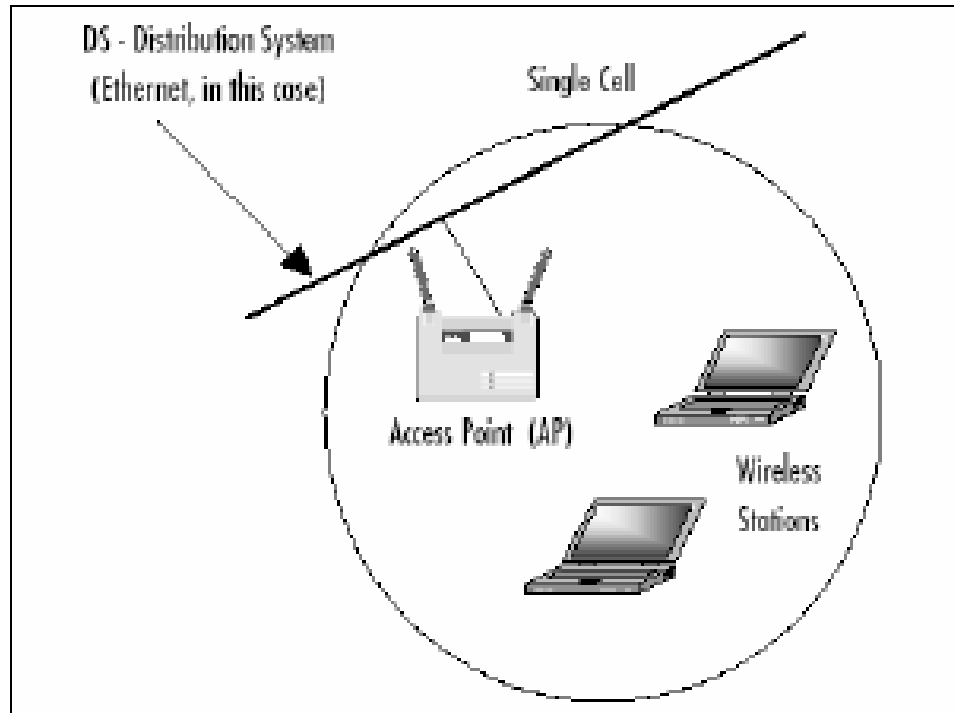 DS - Distribution System
(Ethernet, in this case)
Single Cell
Access Point (AP)
Wireless
Stations